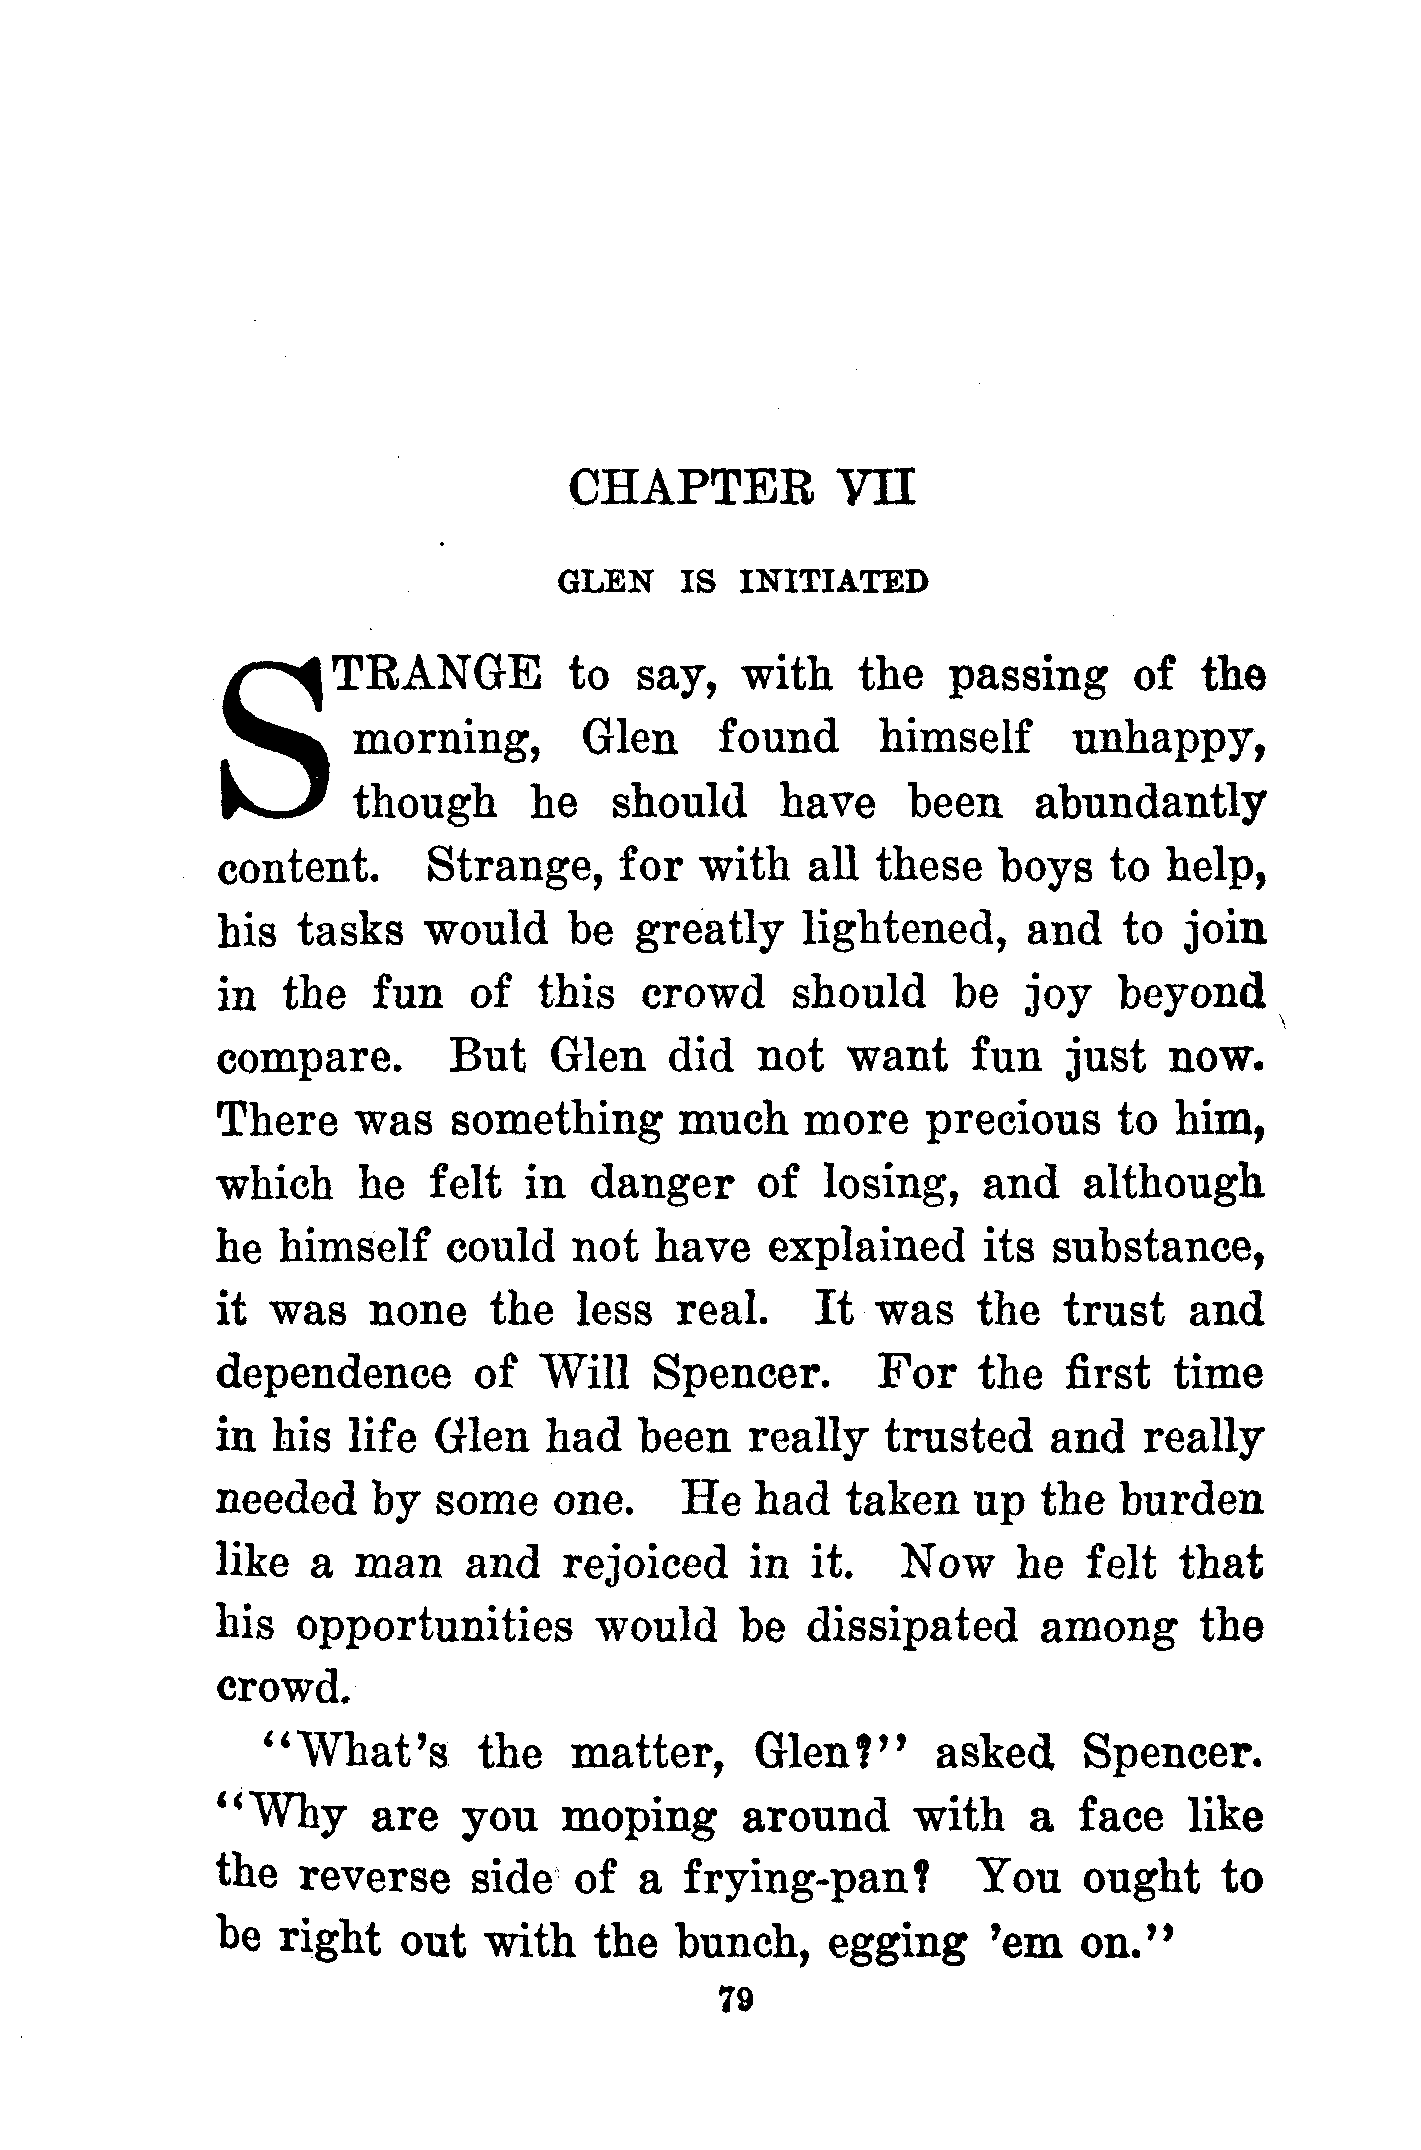 CHAPTER VII
GLEN IS INITIATED
STRANGE to say, with the passing of the
morning, Glen found himself unhappy,
though he should have been abundantly
content. Strange, for with all these boys to help,
his tasks would be greatly lightened, and to join
in the fun of this crowd should be joy beyond
compare. But Glen did not want fun just now.
There was something much more precious to him,
which he felt in danger of losing, and although
he himself could not have explained its substance,
it was none the less real. It was the trust and
dependence of Will Spencer. For the first time
in his life Glen had been really trusted and really
needed by some one. He had taken up the burden
like a man and rejoiced in it. Now he felt that
his opportunities would be dissipated among the
crowd.
“What’s the matter, Glen?” asked Spencer.
“Why are you moping around with a face like
the reverse side of a frying-pan? You ought to
be right out with the bunch, egging ’em on.”
79